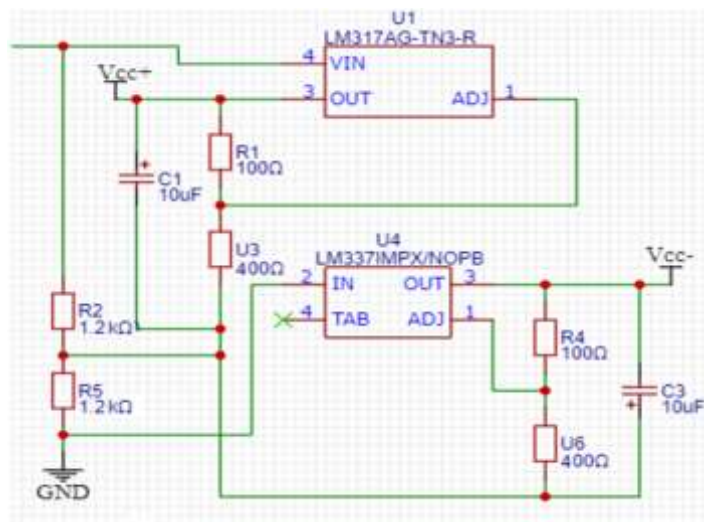 U1
LM317AG-TN3-R
4 VIN
Vcc+
3 OUT ADJ 1
R1
100Ω
C1
10uF
U3
400Ω
U4
LM337IMPX/NOPB
Vcc-
2 IN OUT 3
4 TAB ADJ 1
R2
1.2kΩ
R4
100Ω
R5
1.2kΩ
C3
10uF
U6
400Ω
GND